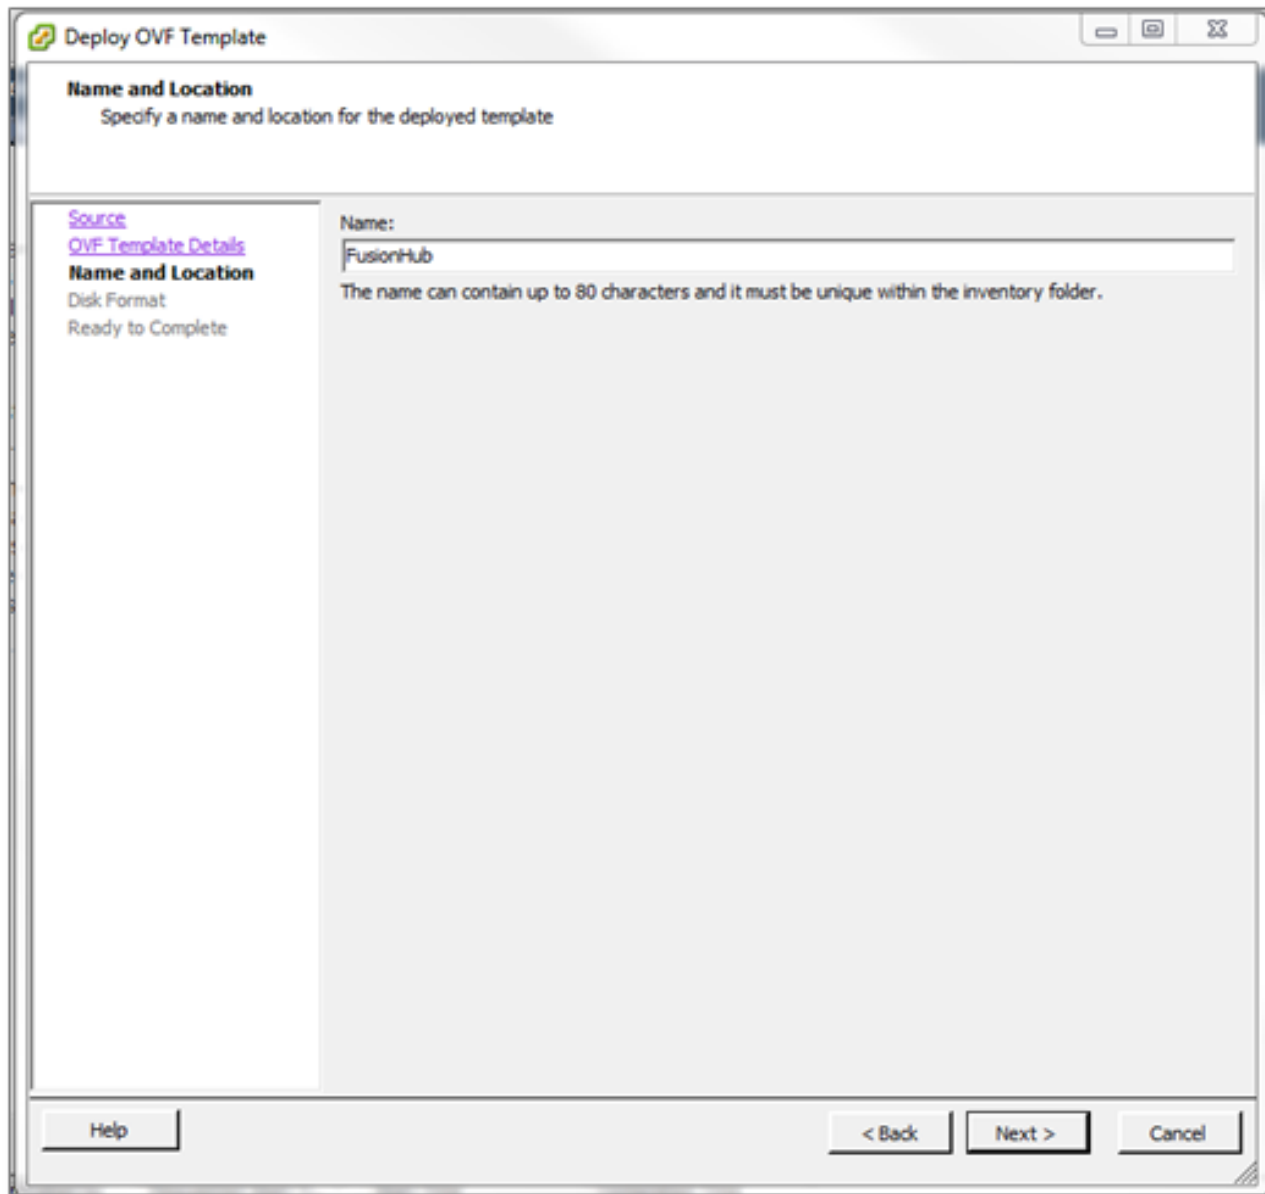 Deploy OVF Template
Name and Location
Specify a name and location for the deployed template
Source
OVF Template Details
Name and Location
Disk Format
Ready to Complete
Name:
FusionHub
The name can contain up to 80 characters and it must be unique within the inventory folder.
Help
< Back
Next >
Cancel